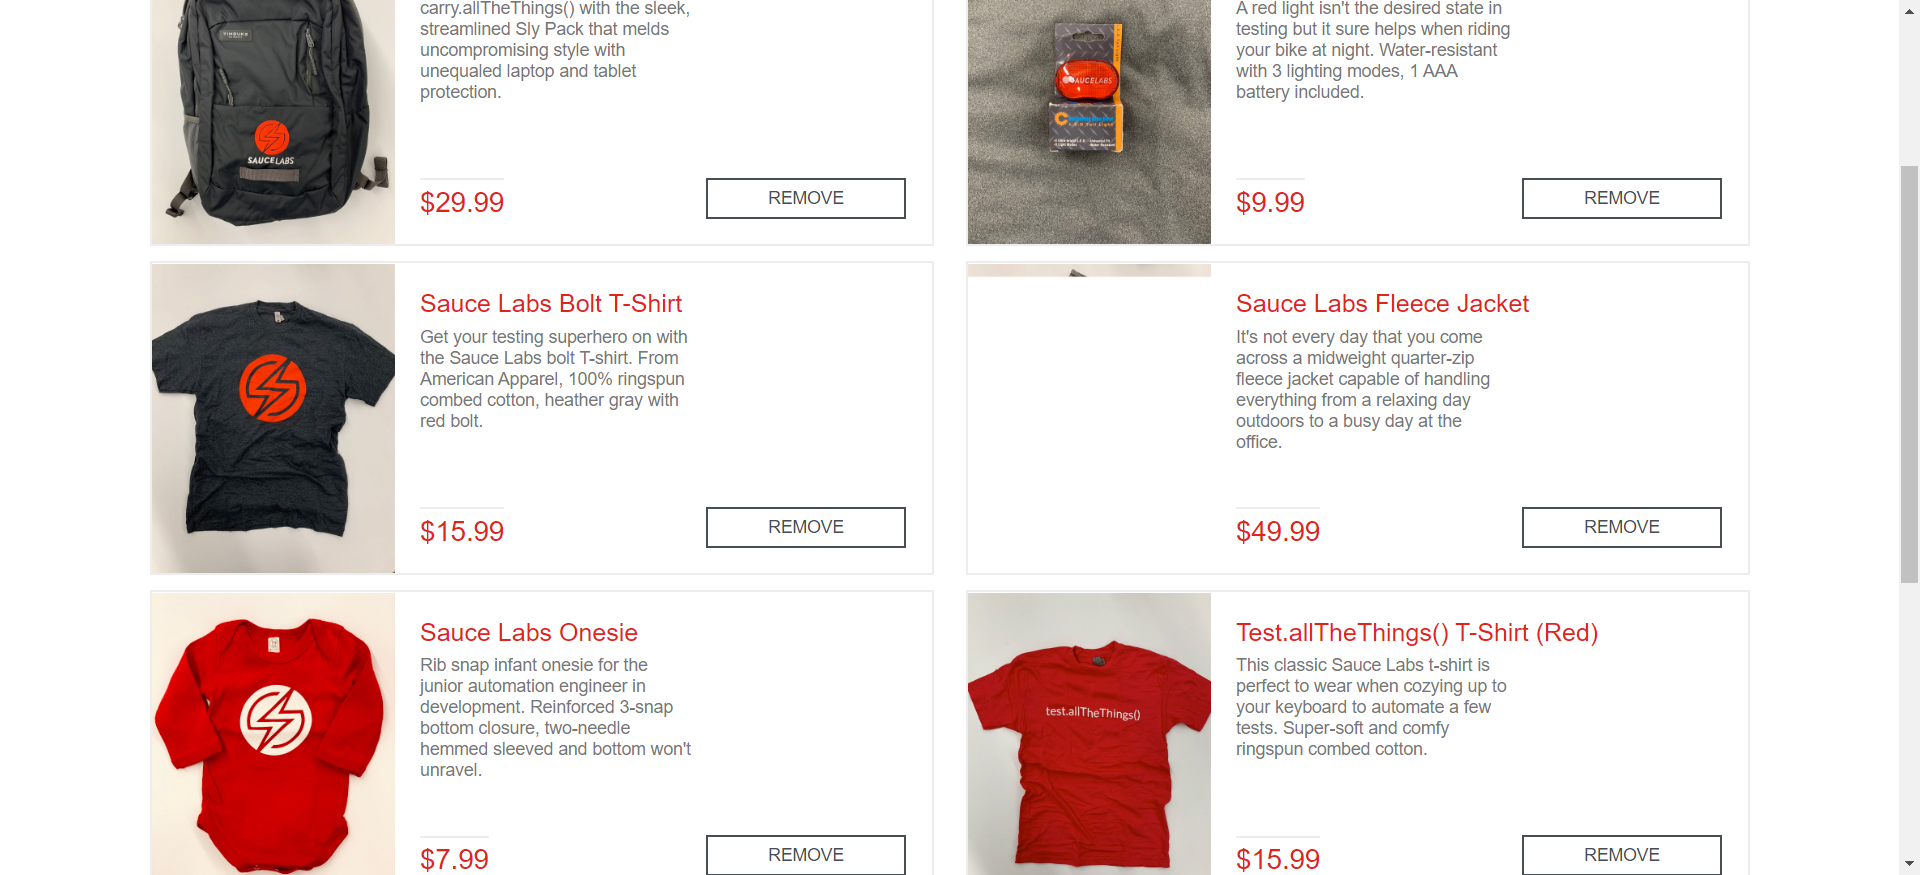 carry.allTheThings() with the sleek,
streamlined Sly Pack that melds
uncompromising style with
unequaled laptop and tablet
protection.
SAUCELABS
$29.99
REMOVE
A red light isn't the desired state in
testing but it sure helps when riding
your bike at night. Water-resistant
with 3 lighting modes, 1 AAA
battery included.
SAUCELABS
$9.99
REMOVE
Sauce Labs Bolt T-Shirt
Get your testing superhero on with
the Sauce Labs bolt T-shirt. From
American Apparel, 100% ringspun
combed cotton, heather gray with
red bolt.
$15.99
REMOVE
Sauce Labs Fleece Jacket
It's not every day that you come
across a midweight quarter-zip
fleece jacket capable of handling
everything from a relaxing day
outdoors to a busy day at the
office.
$49.99
REMOVE
Sauce Labs Onesie
Rib snap infant onesie for the
junior automation engineer in
development. Reinforced 3-snap
bottom closure, two-needle
hemmed sleeved and bottom won't
unravel.
$7.99
REMOVE
Test.allTheThings() T-Shirt (Red)
This classic Sauce Labs t-shirt is
perfect to wear when cozying up to
your keyboard to automate a few
tests. Super-soft and comfy
ringspun combed cotton.
test.allTheThings()
$15.99
REMOVE